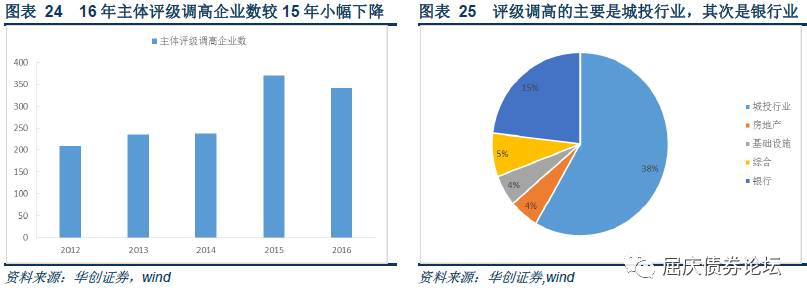 图表 24 16 年主体评级调高企业数较 15 年小幅下降
主体评级调高企业数
400
350
300
250
200
150
100
50
0
2012 2013 2014 2015 2016
资料来源：华创证券，wind
图表 25 评级调高的主要是城投行业，其次是银行业
15%
5%
4%
4%
38%
城投行业
房地产
基础设施
综合
银行
资料来源：华创证券,wind
屈庆债券论坛